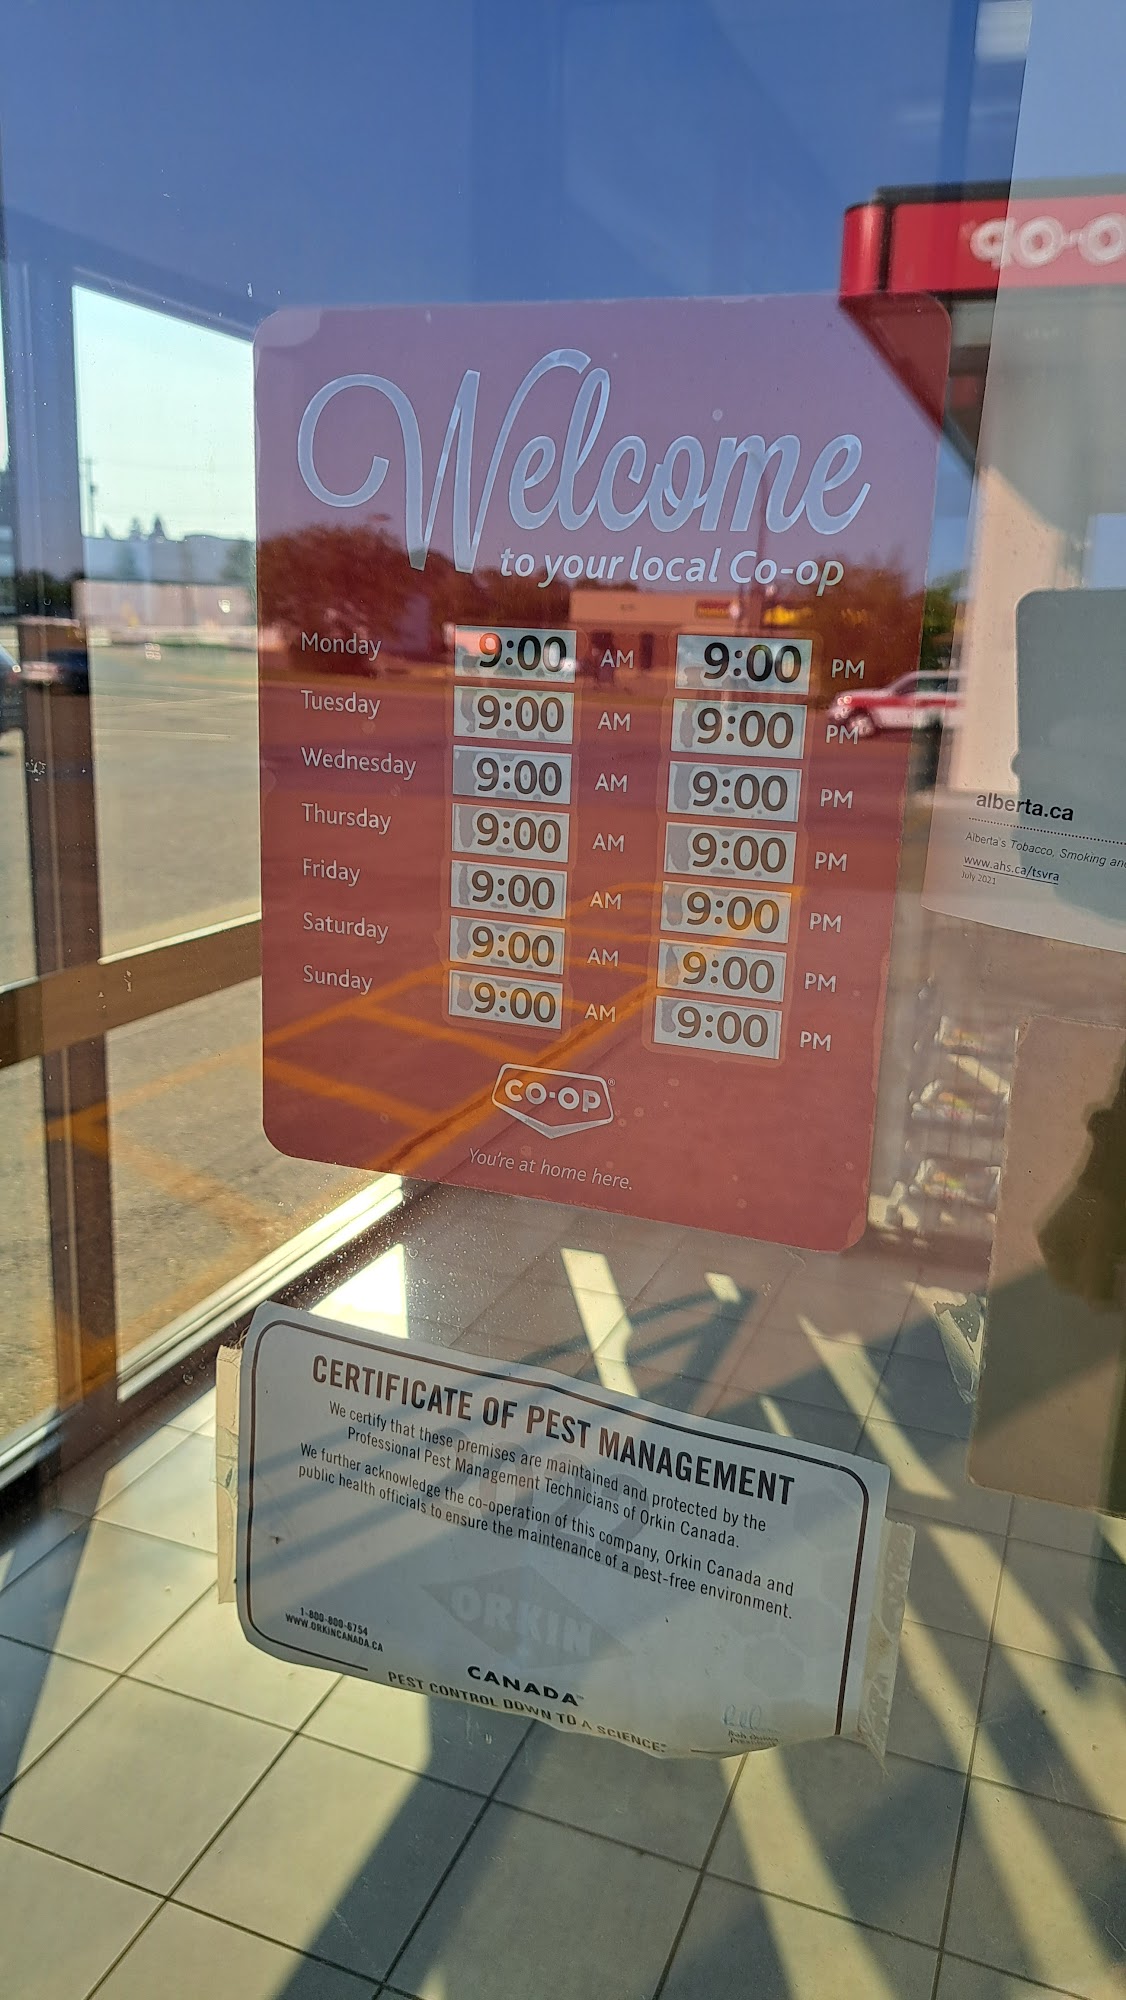 CO-O
Welcome
to your local Co-op
Monday 9:00 AM 9:00 PM
Tuesday 9:00 AM 9:00 PM
Wednesday 9:00 AM 9:00 PM
Thursday 9:00 AM 9:00 PM
Friday 9:00 AM 9:00 PM
Saturday 9:00 AM 9:00 PM
Sunday 9:00 AM 9:00 PM
CO-OP®
You're at home here.
alberta.ca
Alberta's Tobacco, Smoking and
www.ahs.ca/tsvra
July 2021
CERTIFICATE OF PEST MANAGEMENT
We certify that these premises are maintained and protected by the
Professional Pest Management Technicians of Orkin Canada.
We further acknowledge the co-operation of this company, Orkin Canada and
public health officials to ensure the maintenance of a pest-free environment.
ORKIN
1-800-800-6754
WWW.ORKINCANADA.CA
CANADA™
PEST CONTROL DOWN TO A SCIENCE.